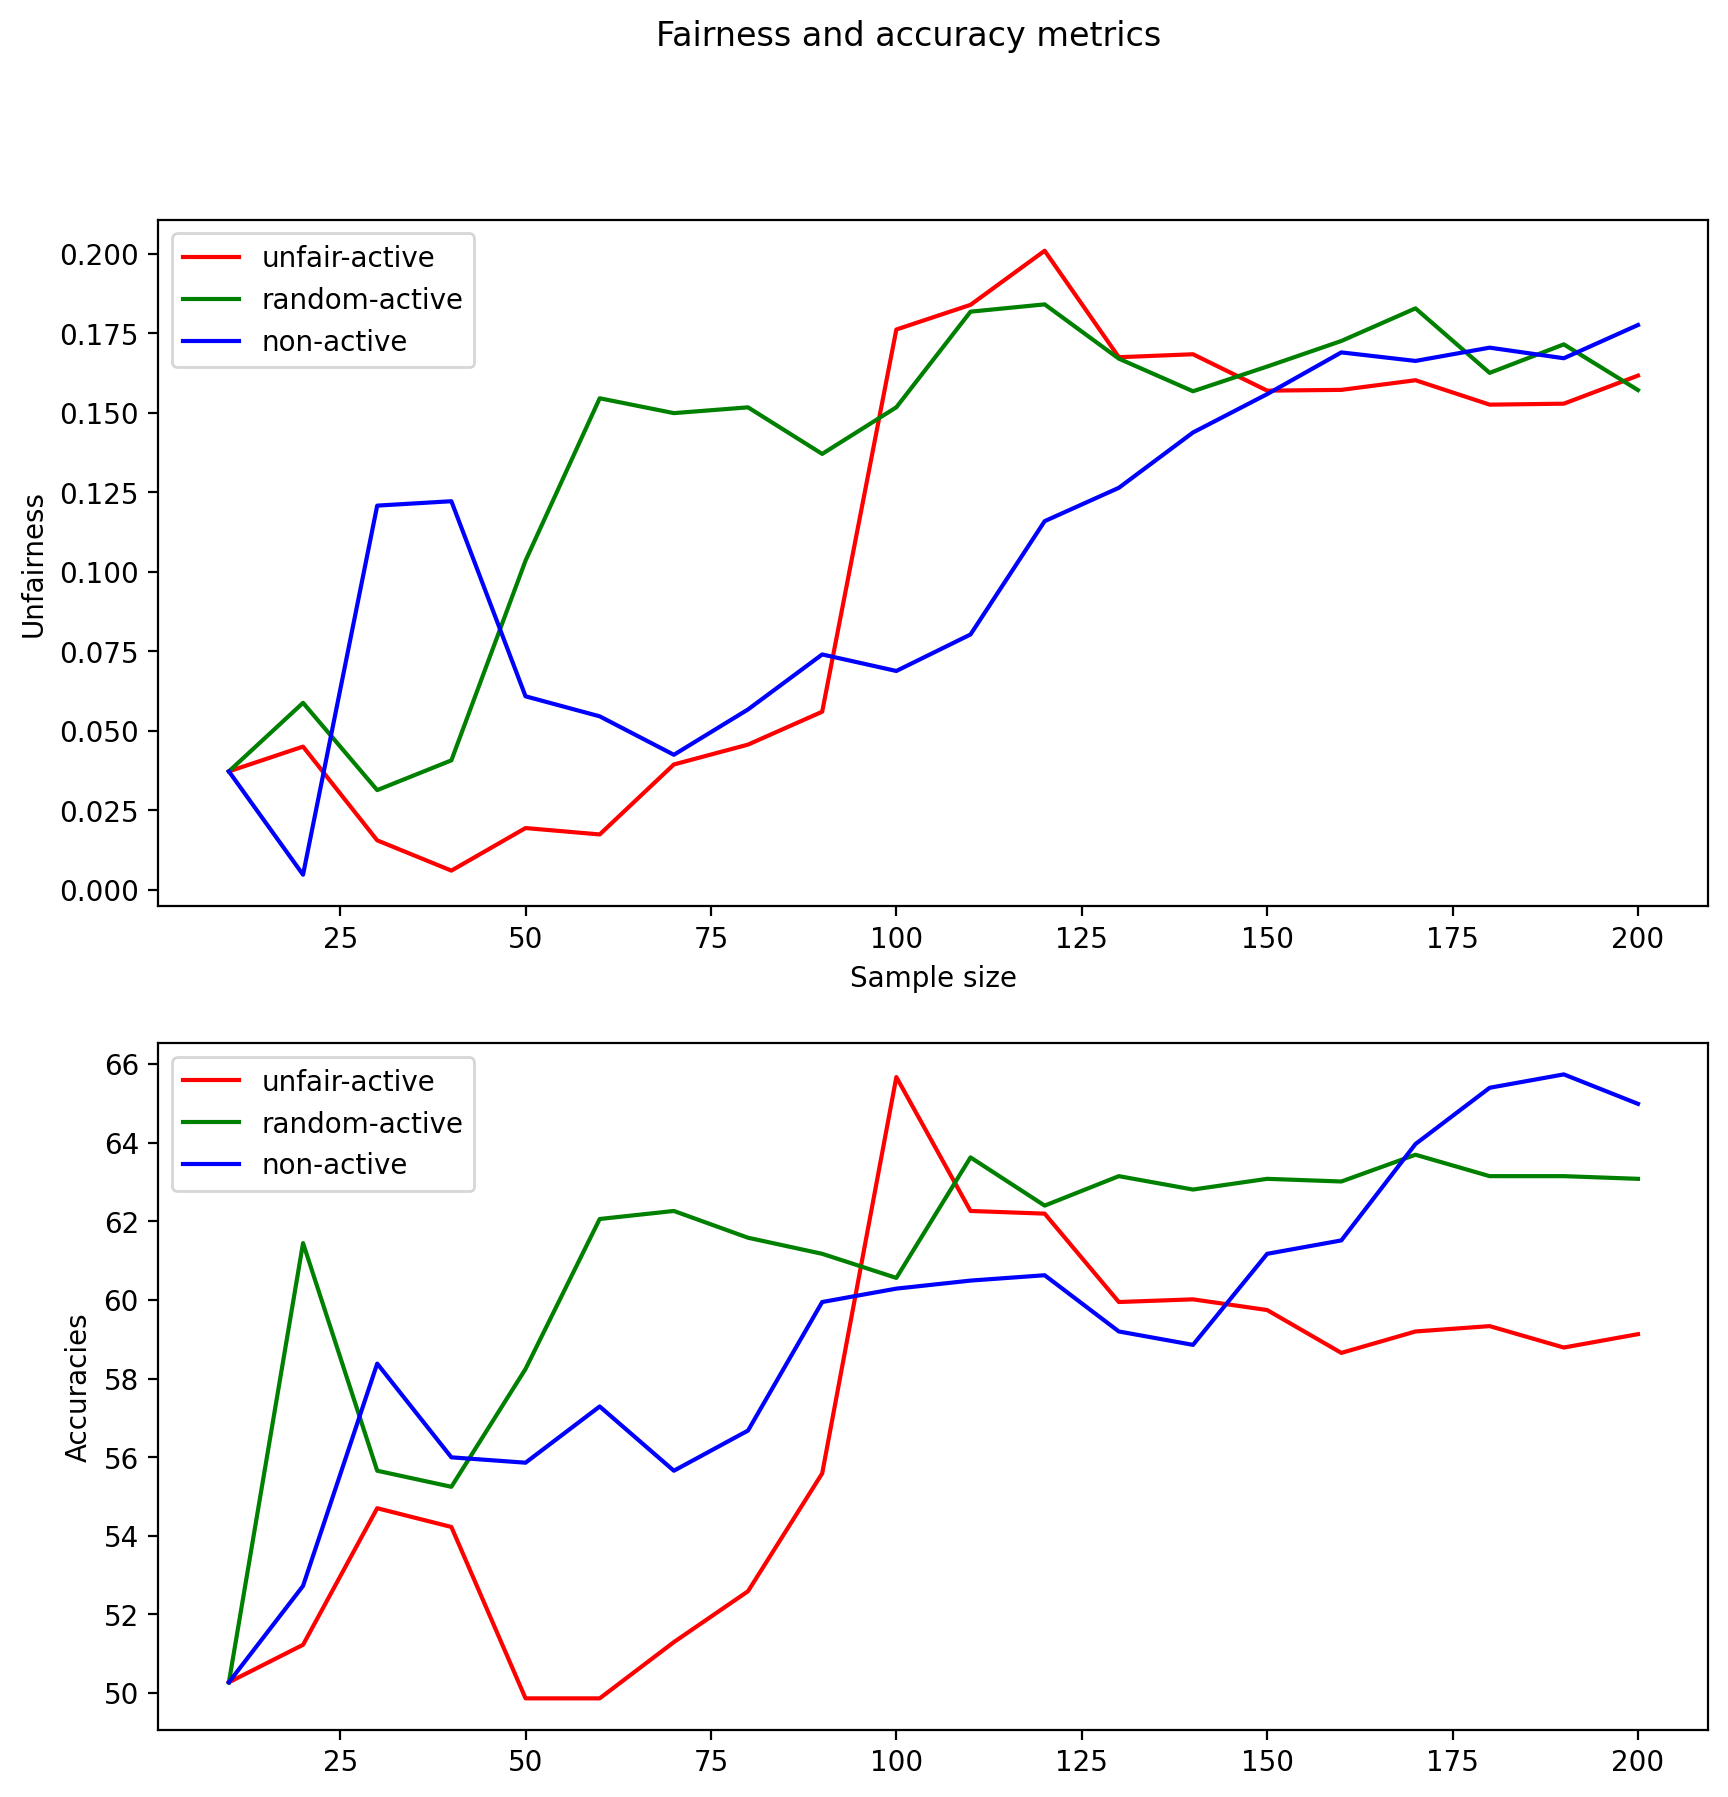 Fairness and accuracy metrics
unfair-active
random-active
non-active
Unfairness
0.200
0.175
0.150
0.125
0.100
0.075
0.050
0.025
0.000
25 50 75 100 125 150 175 200
Sample size
unfair-active
random-active
non-active
Accuracies
66
64
62
60
58
56
54
52
50
25 50 75 100 125 150 175 200